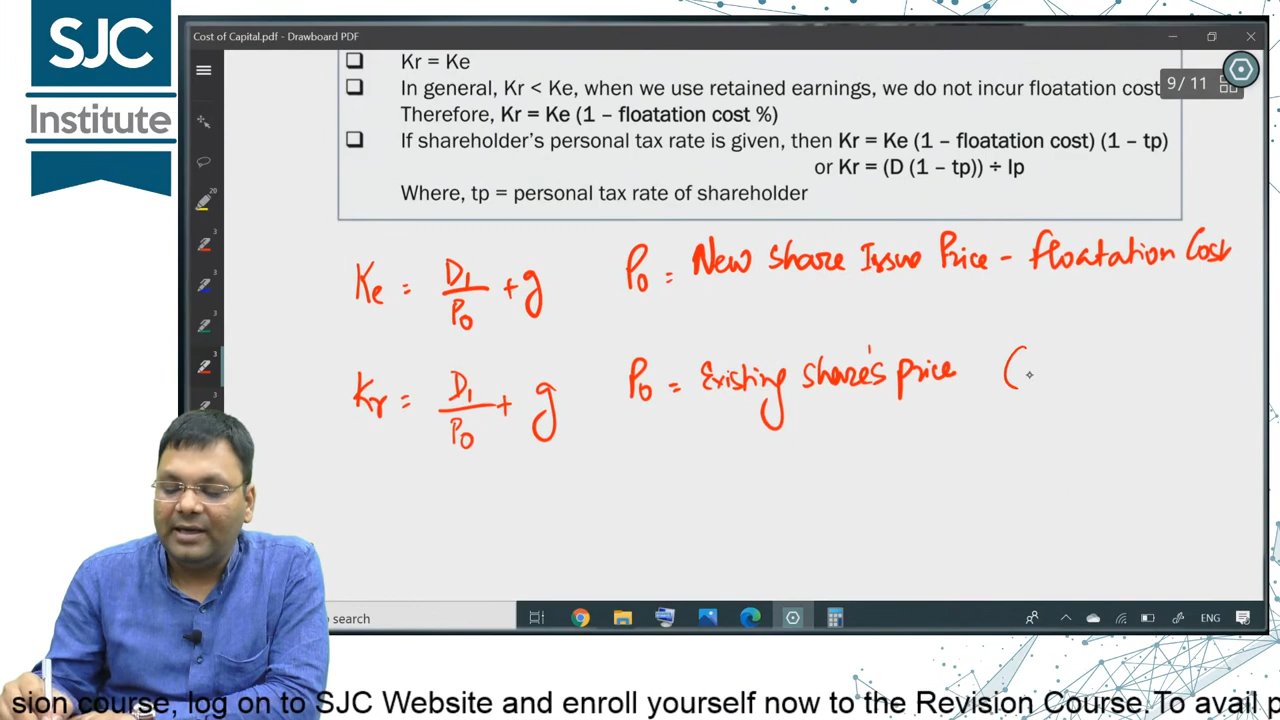 SJC
Institute
Cost of Capital.pdf - Drawboard PDF
9 / 11
Kr = Ke
In general, Kr < Ke, when we use retained earnings, we do not incur floatation cost
Therefore, Kr = Ke (1 – floatation cost %)
If shareholder's personal tax rate is given, then Kr = Ke (1 – floatation cost) (1 – tp)
or Kr = (D (1 – tp)) ÷ Ip
Where, tp = personal tax rate of shareholder
20
3
3
3
3
Ke = D1/P0 + g P0 = New Share Issue Price - floatation Cost
Kr = D1/P0 + g P0 = Existing share's price (
search
ENG
sion course, log on to SJC Website and enroll yourself now to the Revision Course.To avail p